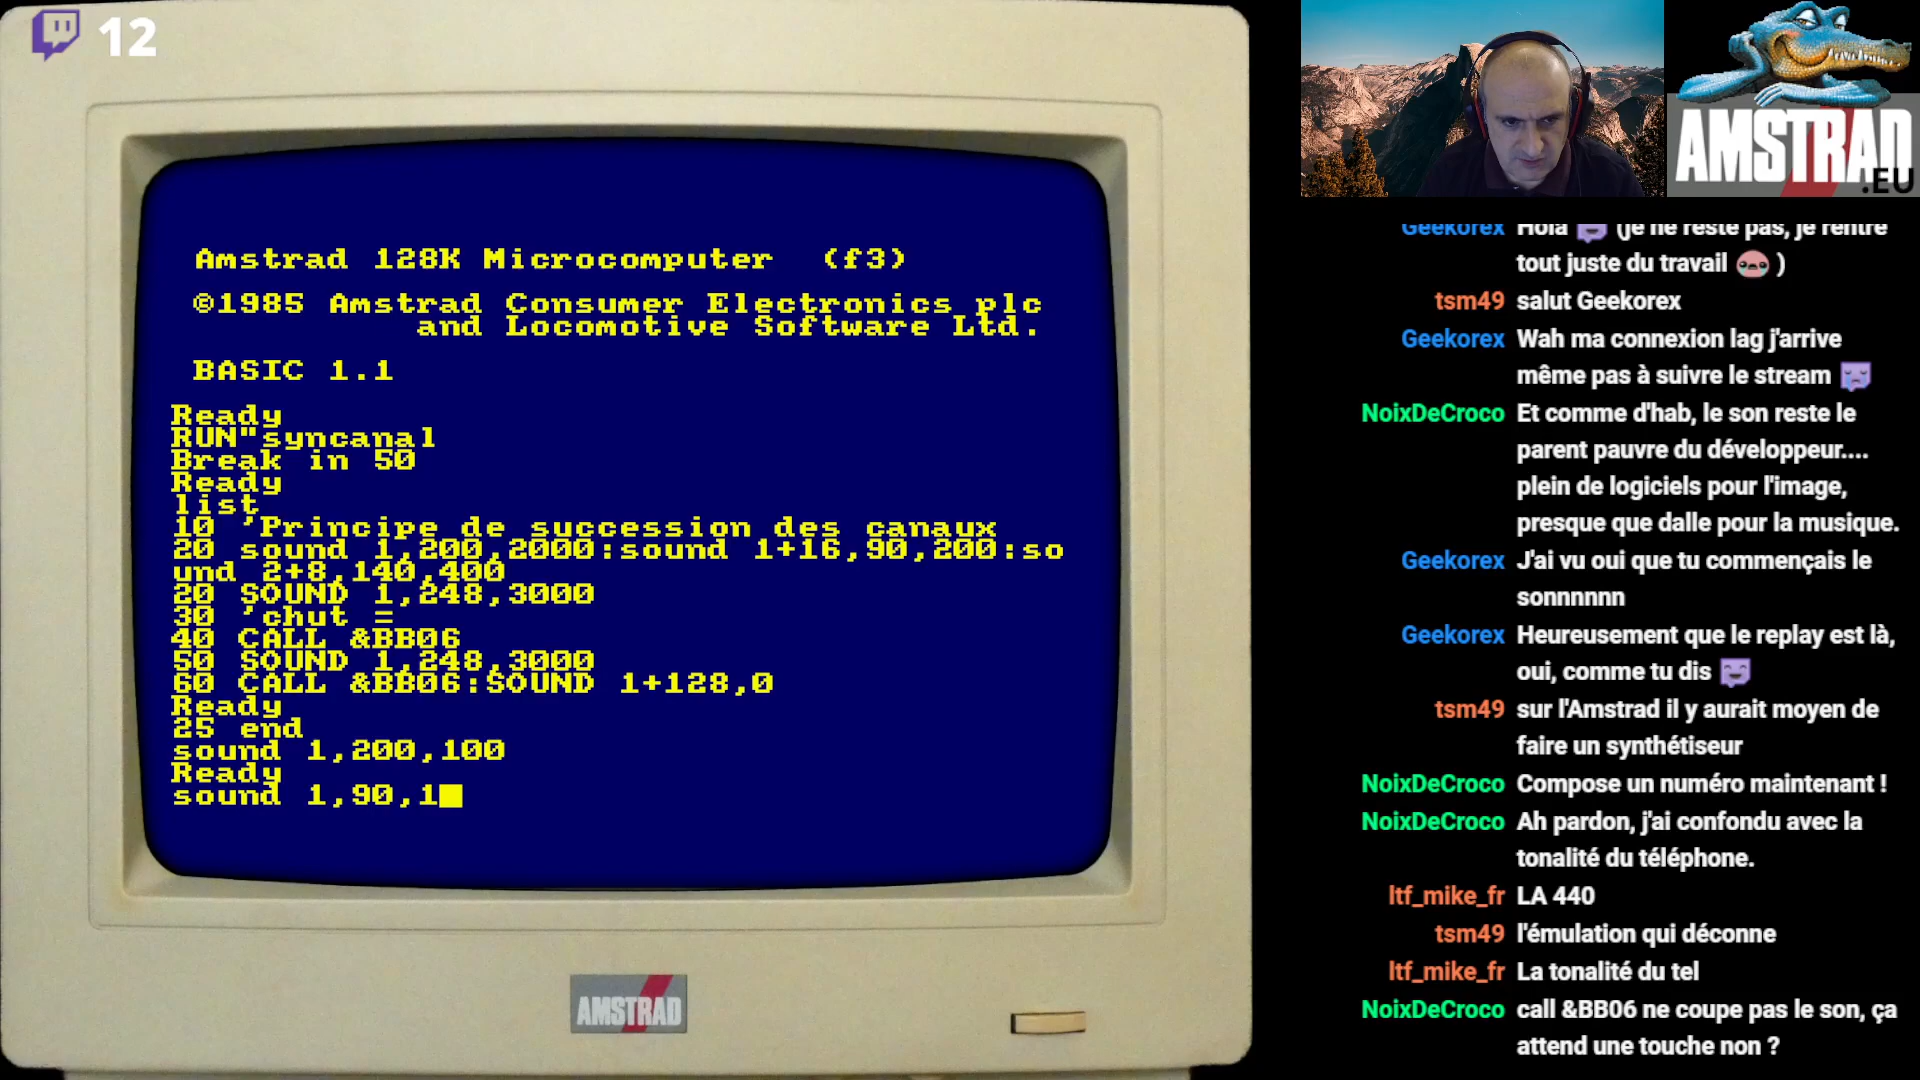 12
Amstrad 128K Microcomputer (f3)
©1985 Amstrad Consumer Electronics plc
and Locomotive Software Ltd.
BASIC 1.1
Ready
RUN"syncanal
Break in 50
Ready
list
10 'Principe de succession des canaux
20 sound 1,200,2000:sound 1+16,90,200:so
und 2+8,140,400
20 SOUND 1,248,3000
30 'chut =
40 CALL &BB06
50 SOUND 1,248,3000
60 CALL &BB06:SOUND 1+128,0
Ready
25 end
sound 1,200,100
Ready
sound 1,90,1
AMSTRAD
AMSTRAD
.EU
Geekorex Hola (je ne reste pas, je rentre
tout juste du travail )
tsm49 salut Geekorex
Geekorex Wah ma connexion lag j'arrive
même pas à suivre le stream
NoixDeCroco Et comme d'hab, le son reste le
parent pauvre du développeur....
plein de logiciels pour l'image,
presque que dalle pour la musique.
Geekorex J'ai vu oui que tu commençais le
sonnnnnn
Geekorex Heureusement que le replay est là,
oui, comme tu dis
tsm49 sur l'Amstrad il y aurait moyen de
faire un synthétiseur
NoixDeCroco Compose un numéro maintenant !
NoixDeCroco Ah pardon, j'ai confondu avec la
tonalité du téléphone.
ltf_mike_fr LA 440
tsm49 l'émulation qui déconne
ltf_mike_fr La tonalité du tel
NoixDeCroco call &BB06 ne coupe pas le son, ça
attend une touche non ?